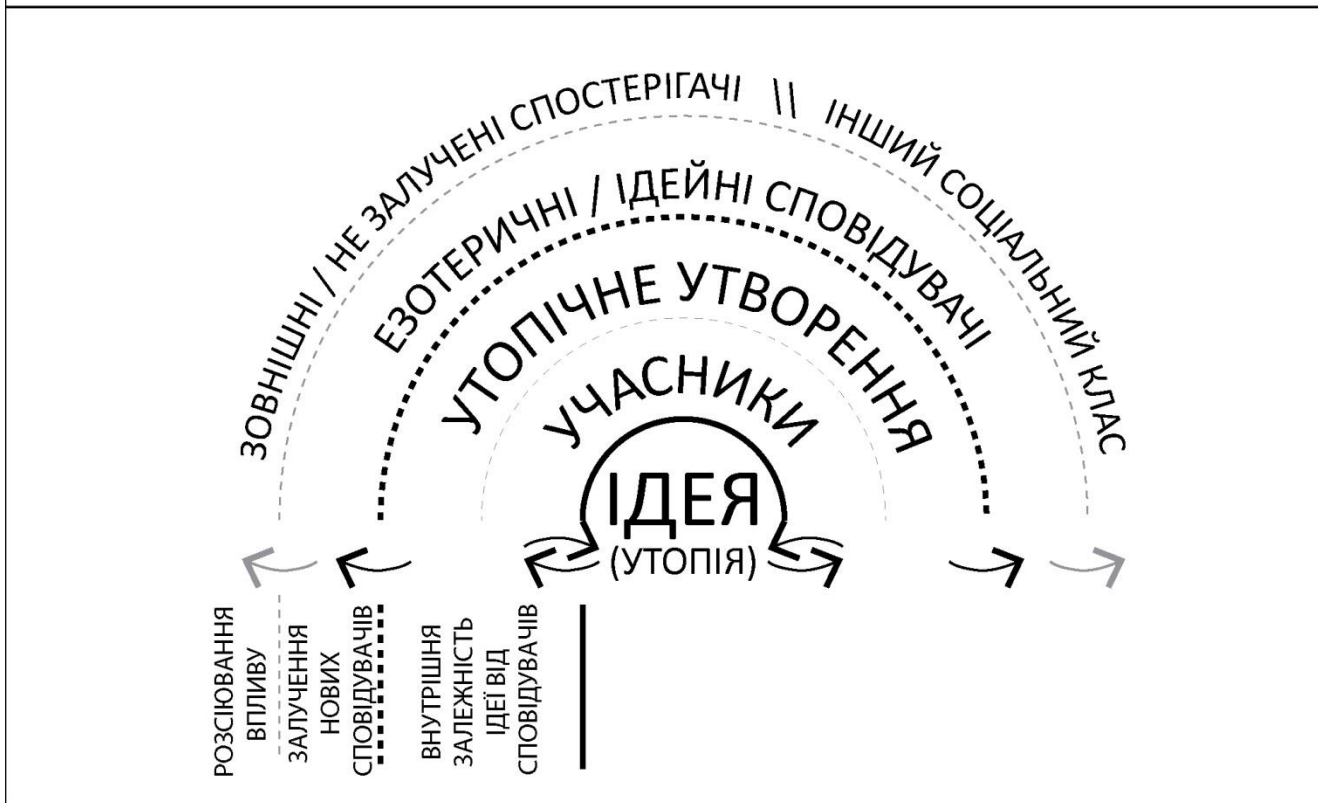 ЗОВНІШНІ / НЕ ЗАЛУЧЕНІ СПОСТЕРІГАЧІ \\ ІНШИЙ СОЦІАЛЬНИЙ КЛАС
ЕЗОТЕРИЧНІ / ІДЕЙНІ СПОВІДУВАЧІ
УТОПІЧНЕ УТВОРЕННЯ
УЧАСНИКИ
ІДЕЯ
(УТОПІЯ)
РОЗСІЮВАННЯ
ВПЛИВУ
ЗАЛУЧЕННЯ
НОВИХ
СПОВІДУВАЧІВ
ВНУТРІШНЯ
ЗАЛЕЖНІСТЬ
ІДЕЇ ВІД
СПОВІДУВАЧІВ